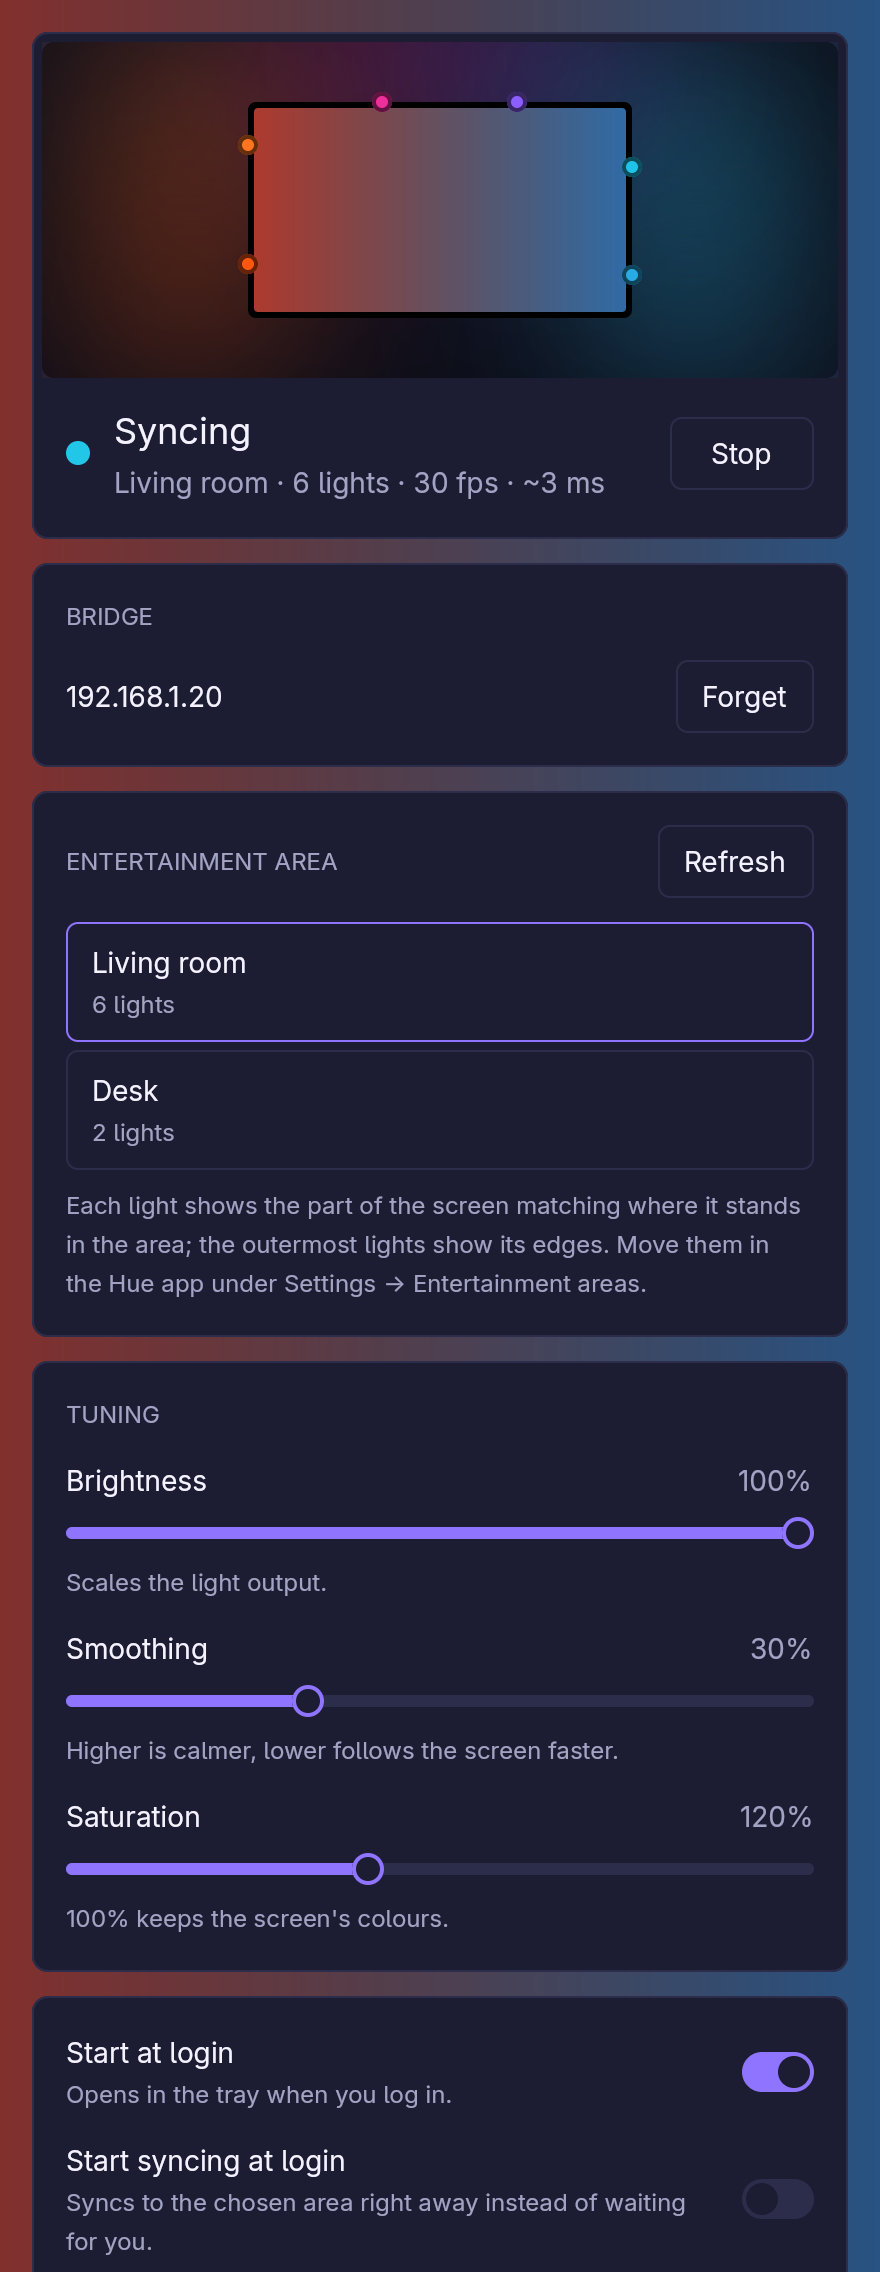 Syncing
Living room · 6 lights · 30 fps · ~3 ms
Stop
BRIDGE
192.168.1.20
Forget
ENTERTAINMENT AREA
Refresh
Living room
6 lights
Desk
2 lights
Each light shows the part of the screen matching where it stands
in the area; the outermost lights show its edges. Move them in
the Hue app under Settings → Entertainment areas.
TUNING
Brightness
100%
Scales the light output.
Smoothing
30%
Higher is calmer, lower follows the screen faster.
Saturation
120%
100% keeps the screen's colours.
Start at login
Opens in the tray when you log in.
Start syncing at login
Syncs to the chosen area right away instead of waiting
for you.